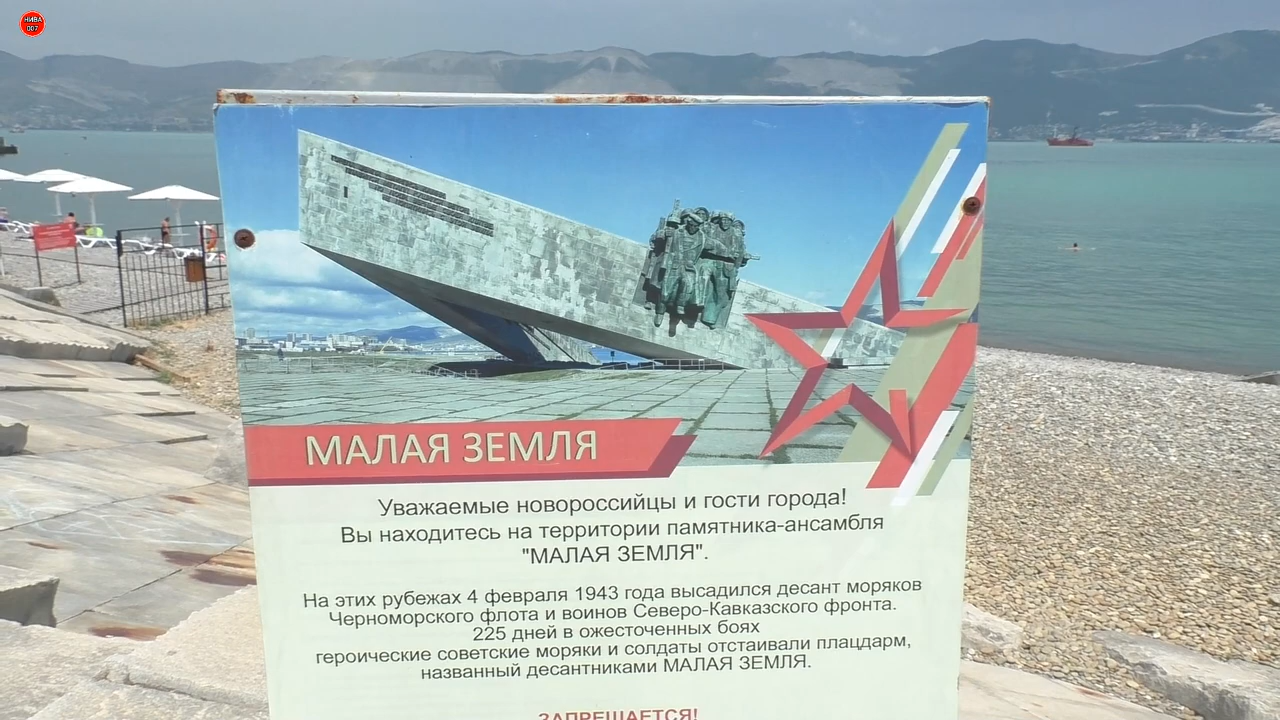 НИВА
007
МАЛАЯ ЗЕМЛЯ
Уважаемые новороссийцы и гости города!
Вы находитесь на территории памятника-ансамбля
"МАЛАЯ ЗЕМЛЯ".
На этих рубежах 4 февраля 1943 года высадился десант моряков
Черноморского флота и воинов Северо-Кавказского фронта.
225 дней в ожесточенных боях
героические советские моряки и солдаты отстаивали плацдарм,
названный десантниками МАЛАЯ ЗЕМЛЯ.
ЗАПРЕЩАЕТСЯ!